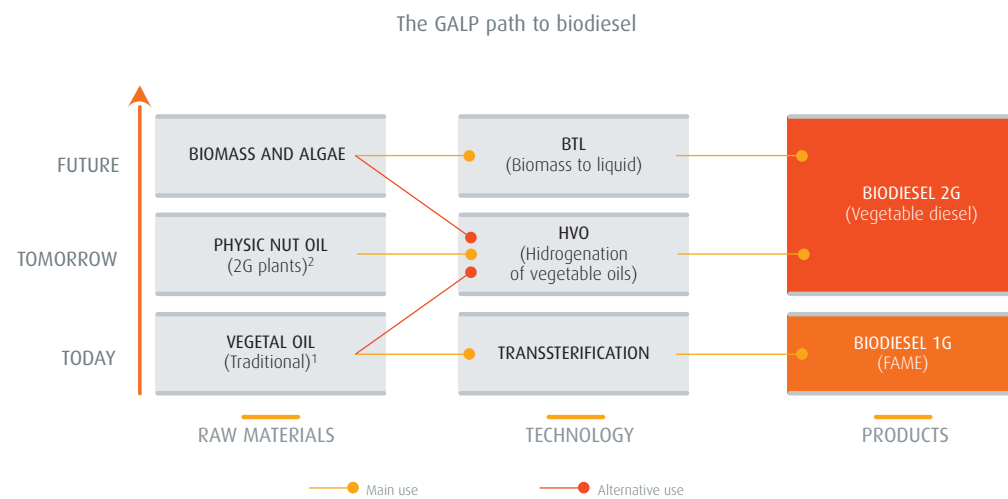 The GALP path to biodiesel
FUTURE
BIOMASS AND ALGAE
BTL
(Biomass to liquid)
BIODIESEL 2G
(Vegetable diesel)
TOMORROW
PHYSIC NUT OIL
(2G plants)²
HVO
(Hidrogenation
of vegetable oils)
TODAY
VEGETAL OIL
(Traditional)¹
TRANSSTERIFICATION
BIODIESEL 1G
(FAME)
RAW MATERIALS
TECHNOLOGY
PRODUCTS
Main use
Alternative use